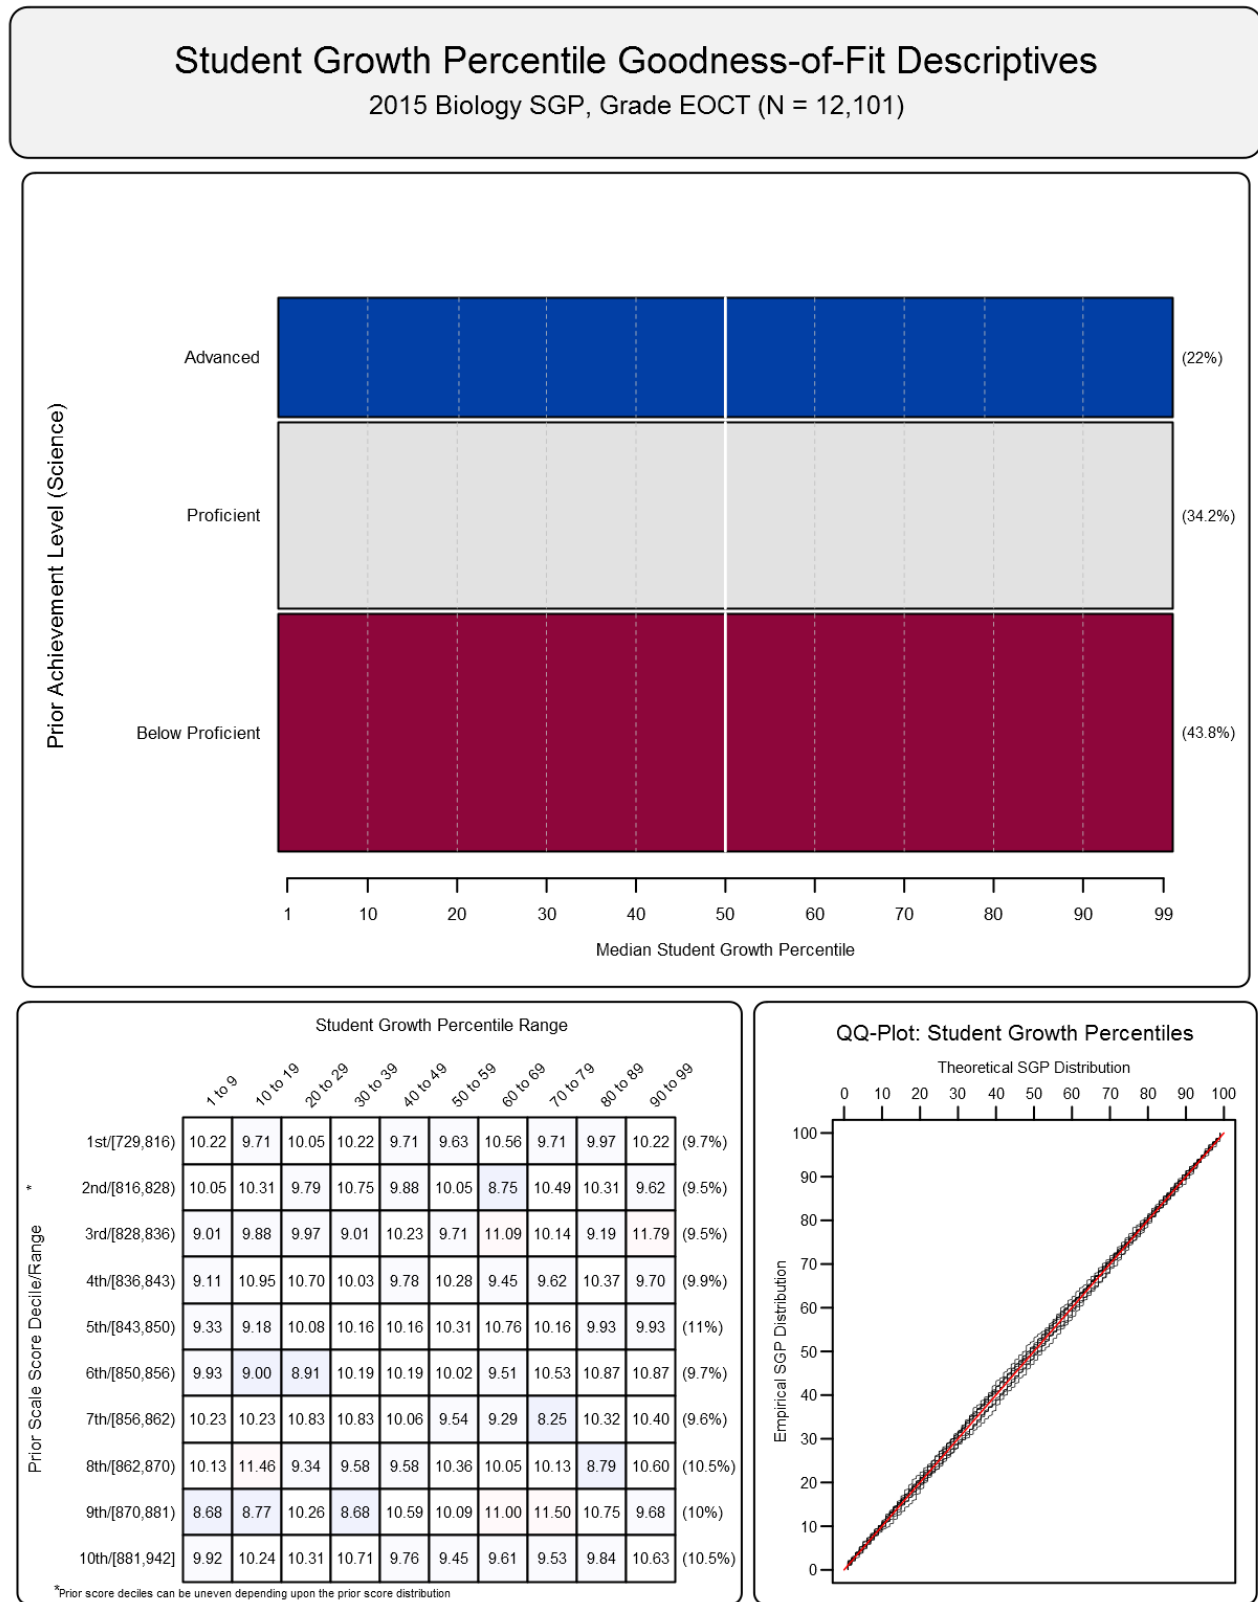 Student Growth Percentile Goodness-of-Fit Descriptives
2015 Biology SGP, Grade EOCT (N = 12,101)
Prior Achievement Level (Science)
Advanced (22%)
Proficient (34.2%)
Below Proficient (43.8%)
1 10 20 30 40 50 60 70 80 90 99
Median Student Growth Percentile
Student Growth Percentile Range
1 to 9 10 to 19 20 to 29 30 to 39 40 to 49 50 to 59 60 to 69 70 to 79 80 to 89 90 to 99
Prior Scale Score Decile/Range *
1st/[729,816) 10.22 9.71 10.05 10.22 9.71 9.63 10.56 9.71 9.97 10.22 (9.7%)
2nd/[816,828) 10.05 10.31 9.79 10.75 9.88 10.05 8.75 10.49 10.31 9.62 (9.5%)
3rd/[828,836) 9.01 9.88 9.97 9.01 10.23 9.71 11.09 10.14 9.19 11.79 (9.5%)
4th/[836,843) 9.11 10.95 10.70 10.03 9.78 10.28 9.45 9.62 10.37 9.70 (9.9%)
5th/[843,850) 9.33 9.18 10.08 10.16 10.16 10.31 10.76 10.16 9.93 9.93 (11%)
6th/[850,856) 9.93 9.00 8.91 10.19 10.19 10.02 9.51 10.53 10.87 10.87 (9.7%)
7th/[856,862) 10.23 10.23 10.83 10.83 10.06 9.54 9.29 8.25 10.32 10.40 (9.6%)
8th/[862,870) 10.13 11.46 9.34 9.58 9.58 10.36 10.05 10.13 8.79 10.60 (10.5%)
9th/[870,881) 8.68 8.77 10.26 8.68 10.59 10.09 11.00 11.50 10.75 9.68 (10%)
10th/[881,942] 9.92 10.24 10.31 10.71 9.76 9.45 9.61 9.53 9.84 10.63 (10.5%)
*Prior score deciles can be uneven depending upon the prior score distribution
QQ-Plot: Student Growth Percentiles
Theoretical SGP Distribution
0 10 20 30 40 50 60 70 80 90 100
Empirical SGP Distribution
100
90
80
70
60
50
40
30
20
10
0